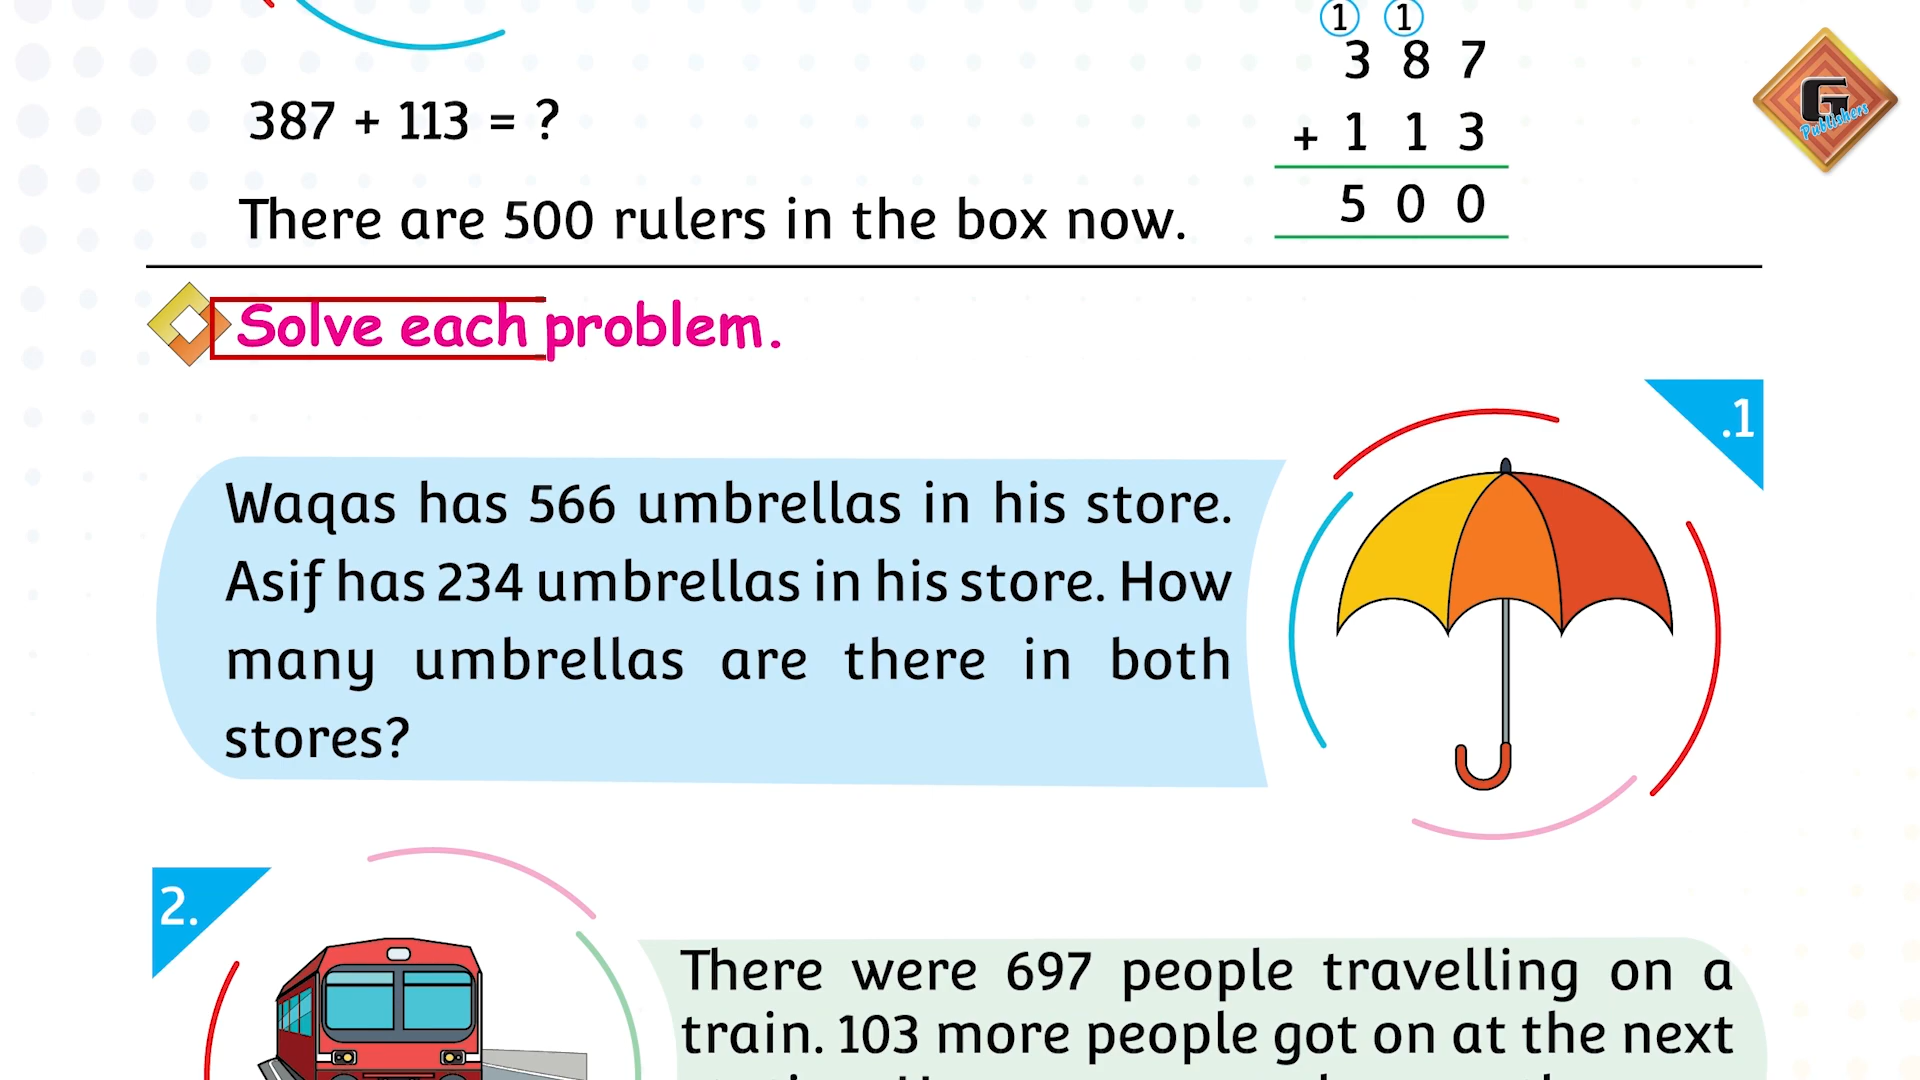 1 1
3 8 7
387 + 113 = ?
+ 1 1 3
5 0 0
There are 500 rulers in the box now.
G
Publishers
Solve each problem.
.1
Waqas has 566 umbrellas in his store.
Asif has 234 umbrellas in his store. How
many umbrellas are there in both
stores?
2.
There were 697 people travelling on a
train. 103 more people got on at the next